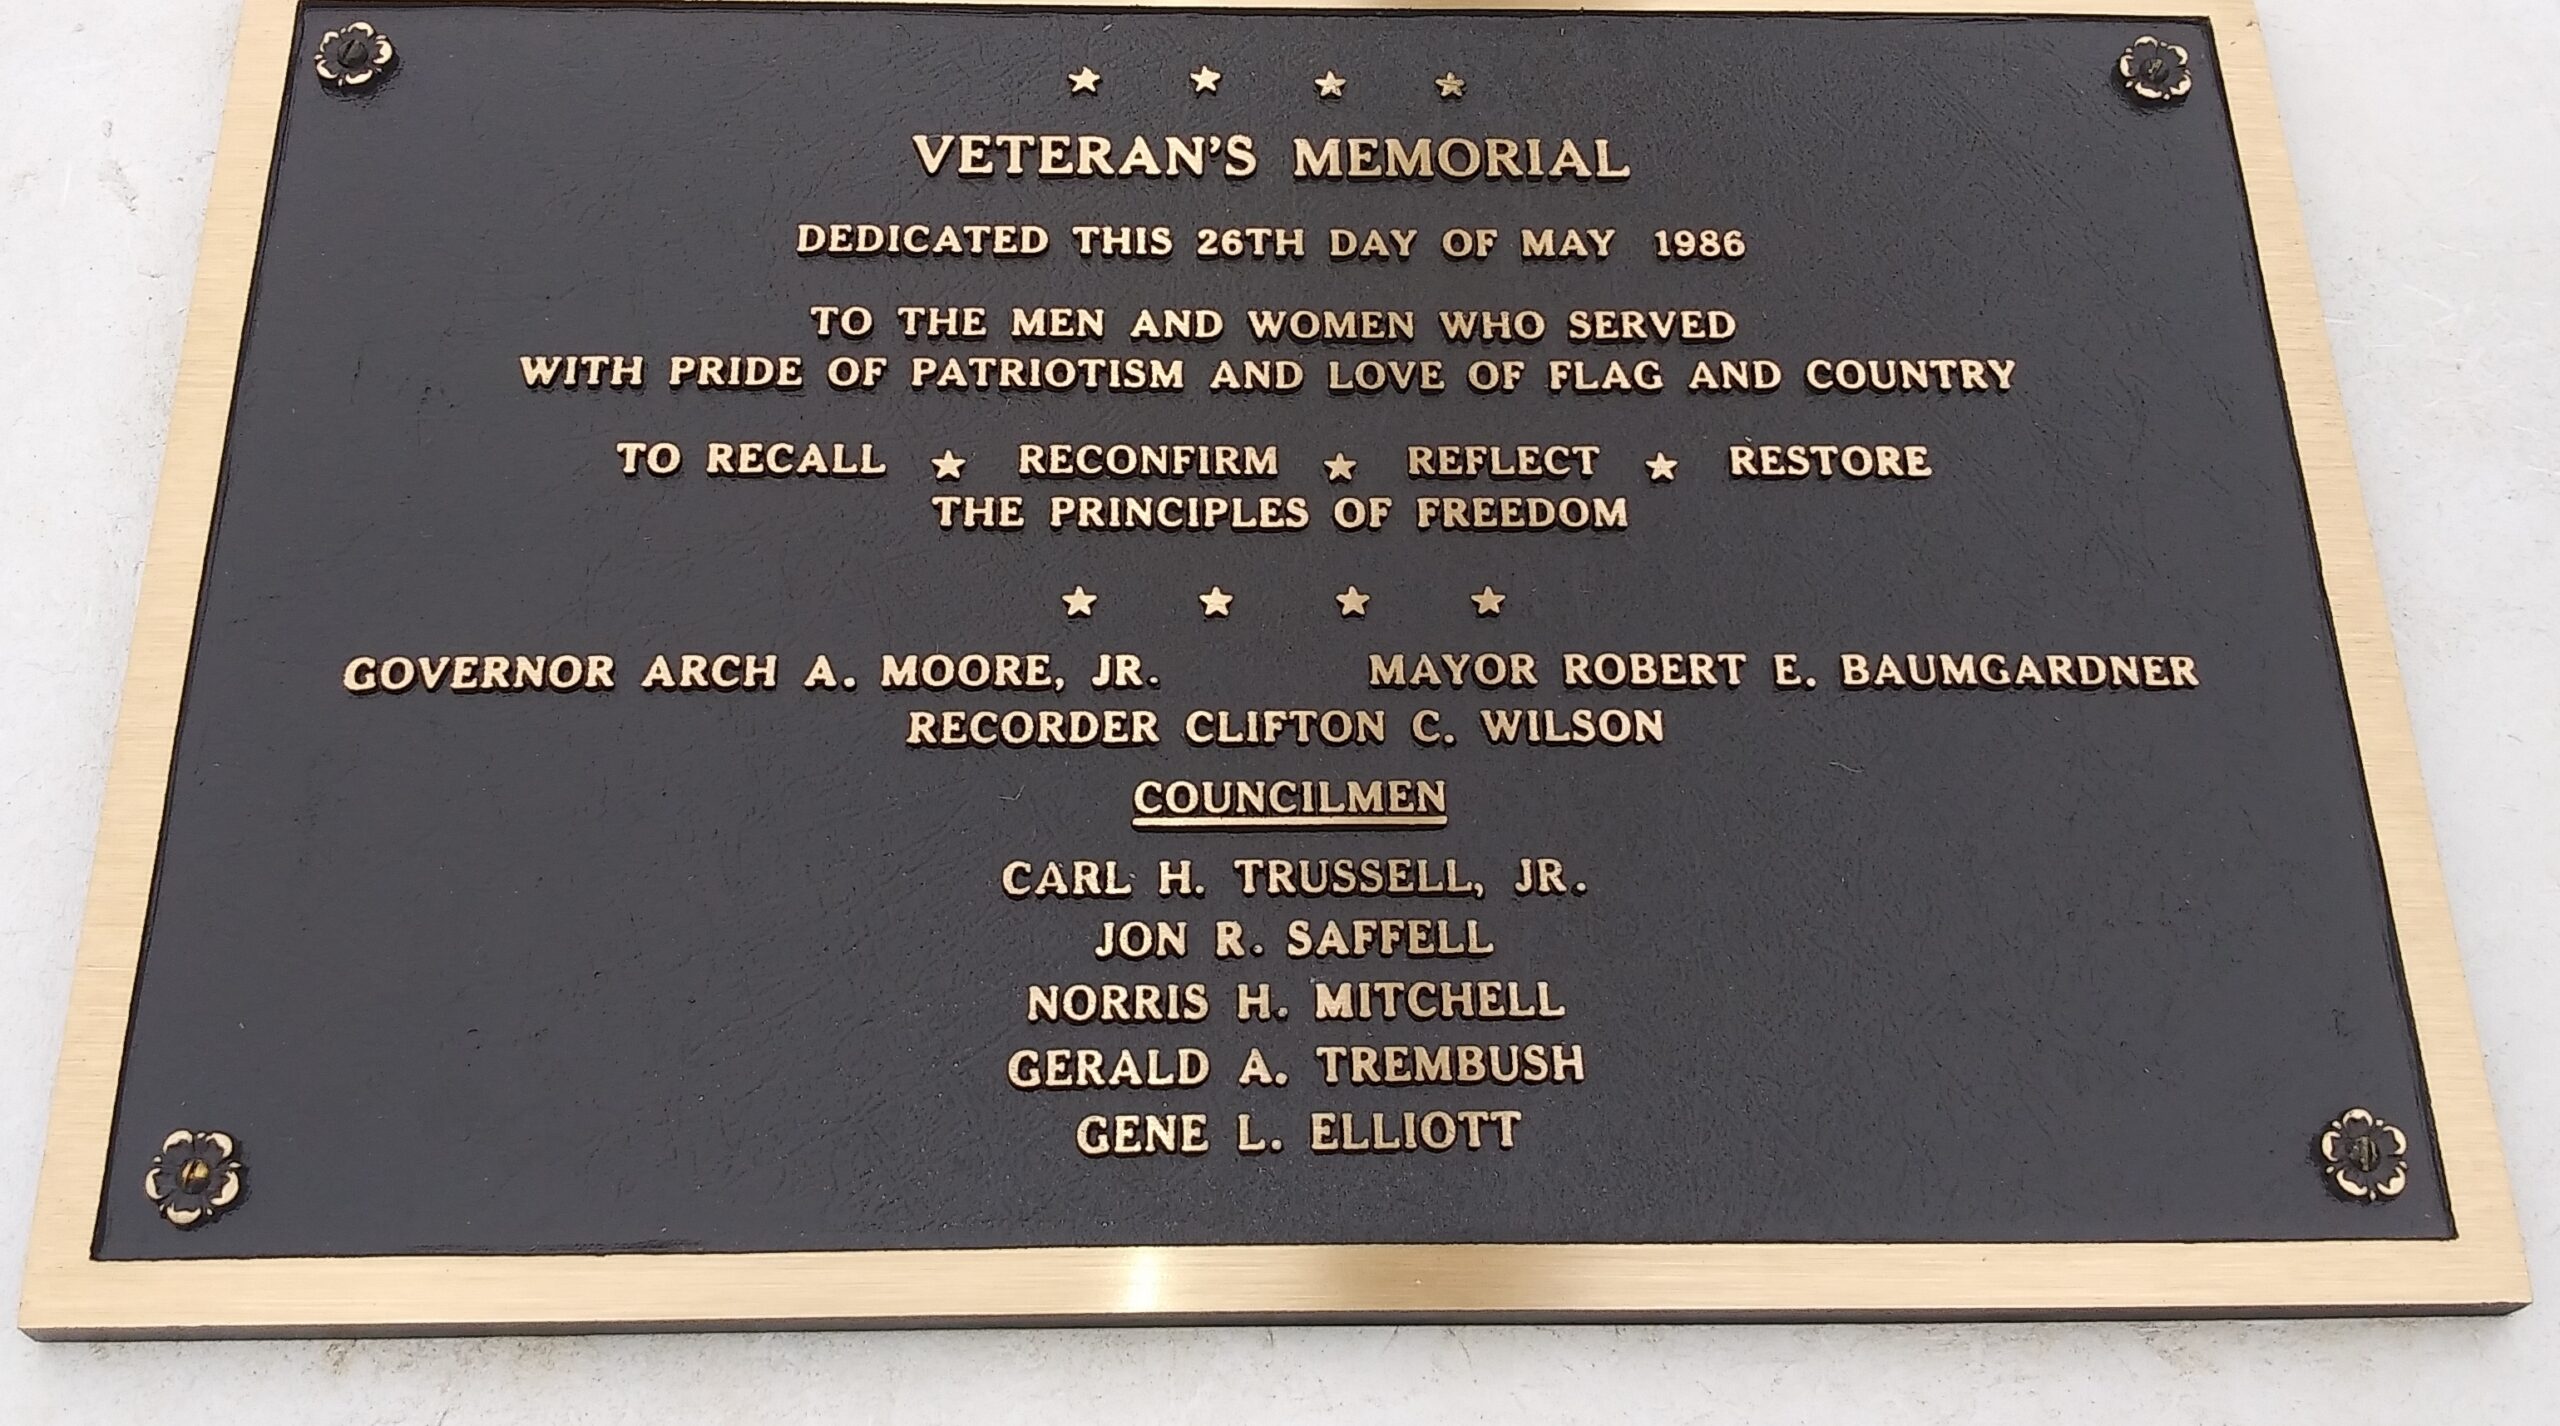 ★ ★ ★ ★
VETERAN'S MEMORIAL
DEDICATED THIS 26TH DAY OF MAY 1986
TO THE MEN AND WOMEN WHO SERVED
WITH PRIDE OF PATRIOTISM AND LOVE OF FLAG AND COUNTRY
TO RECALL ★ RECONFIRM ★ REFLECT ★ RESTORE
THE PRINCIPLES OF FREEDOM
★ ★ ★ ★
GOVERNOR ARCH A. MOORE, JR. MAYOR ROBERT E. BAUMGARDNER
RECORDER CLIFTON C. WILSON
COUNCILMEN
CARL H. TRUSSELL, JR.
JON R. SAFFELL
NORRIS H. MITCHELL
GERALD A. TREMBUSH
GENE L. ELLIOTT